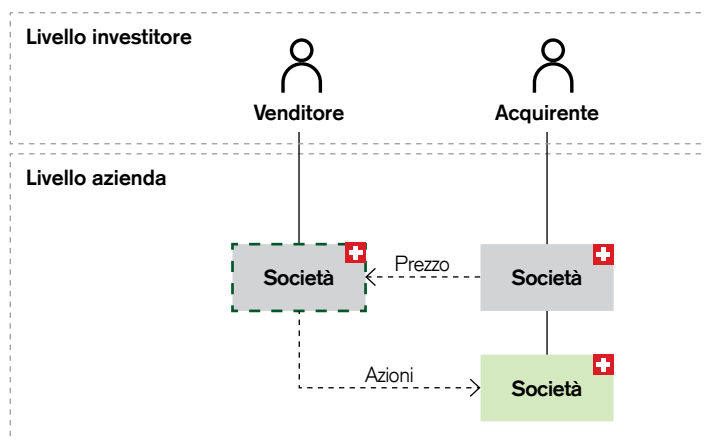 Livello investitore
Venditore
Acquirente
Livello azienda
Società
Prezzo
Società
Azioni
Società